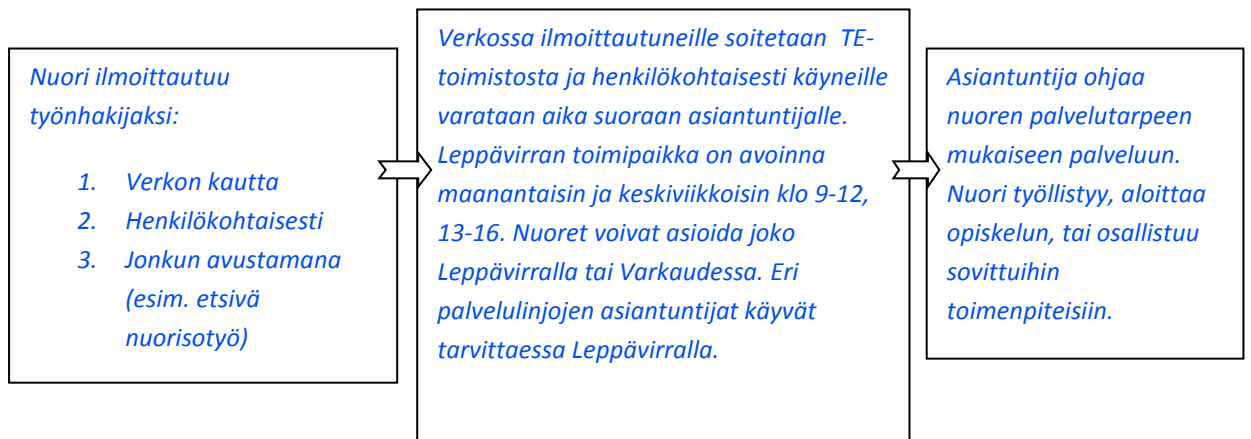 Nuori ilmoittautuu
työnhakijaksi:
1. Verkon kautta
2. Henkilökohtaisesti
3. Jonkun avustamana
(esim. etsivä
nuorisotyö)
Verkossa ilmoittautuneille soitetaan TE-
toimistosta ja henkilökohtaisesti käyneille
varataan aika suoraan asiantuntijalle.
Leppävirran toimipaikka on avoinna
maanantaisin ja keskiviikkoisin klo 9-12,
13-16. Nuoret voivat asioida joko
Leppävirralla tai Varkaudessa. Eri
palvelulinjojen asiantuntijat käyvät
tarvittaessa Leppävirralla.
Asiantuntija ohjaa
nuoren palvelutarpeen
mukaiseen palveluun.
Nuori työllistyy, aloittaa
opiskelun, tai osallistuu
sovittuihin
toimenpiteisiin.